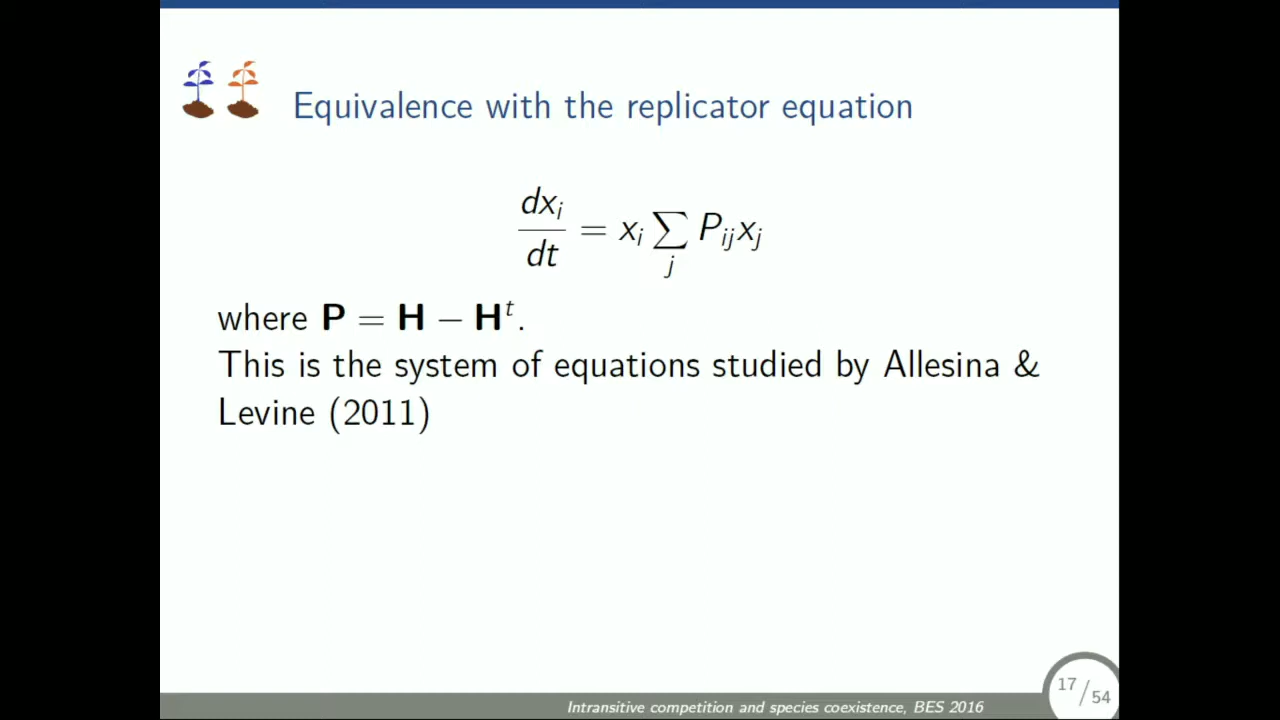 Equivalence with the replicator equation
dx_i/dt = x_i ∑_j P_ij x_j
where P = H − H^t.
This is the system of equations studied by Allesina &
Levine (2011)
17/54
Intransitive competition and species coexistence, BES 2016